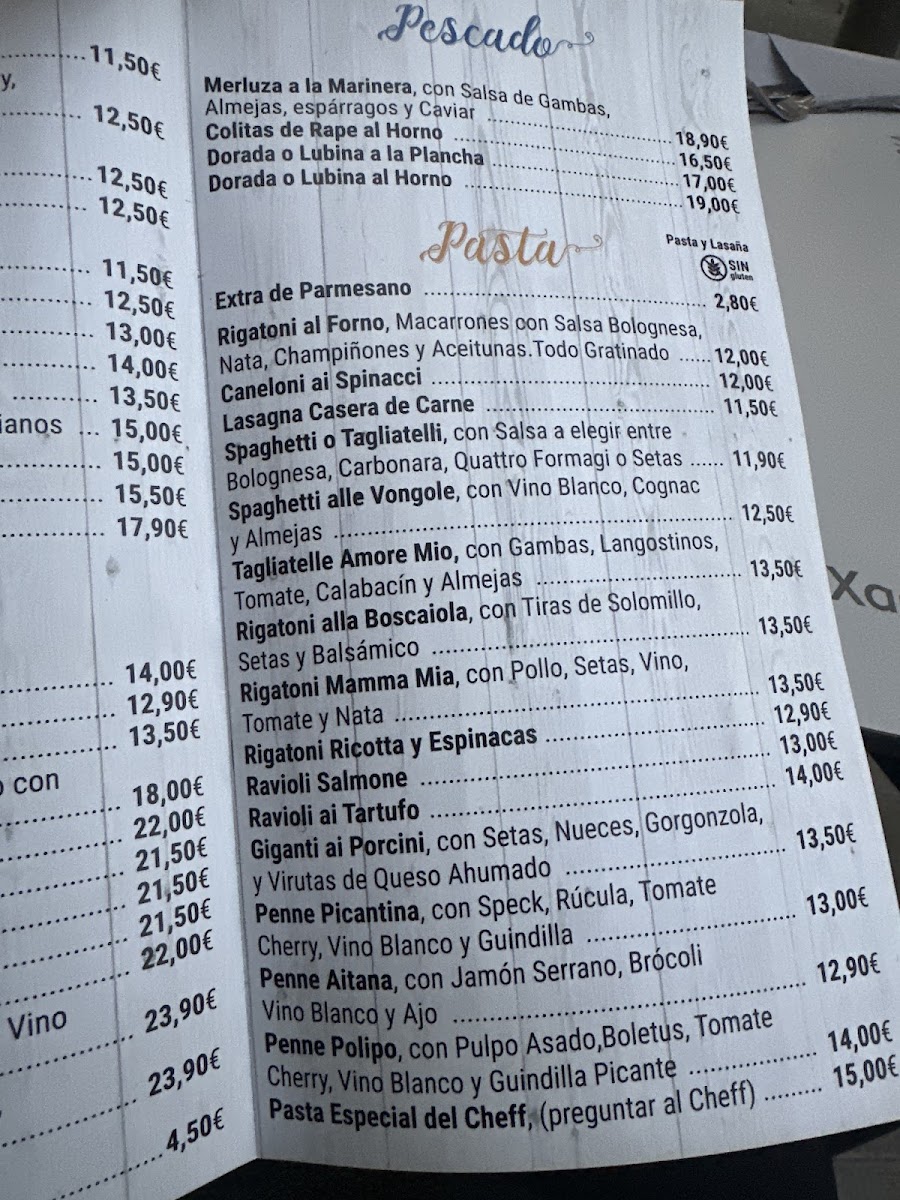 11,50€
y,
12,50€
12,50€
12,50€
11,50€
12,50€
13,00€
14,00€
13,50€
ianos ... 15,00€
15,00€
15,50€
17,90€
14,00€
12,90€
13,50€
o con
18,00€
22,00€
21,50€
21,50€
21,50€
22,00€
Vino
23,90€
23,90€
4,50€
Pescado
Merluza a la Marinera, con Salsa de Gambas,
Almejas, espárragos y Caviar ... 18,90€
Colitas de Rape al Horno ... 16,50€
Dorada o Lubina a la Plancha ... 17,00€
Dorada o Lubina al Horno ... 19,00€
Pasta
Pasta y Lasaña
SIN
gluten
Extra de Parmesano ... 2,80€
Rigatoni al Forno, Macarrones con Salsa Bolognesa,
Nata, Champiñones y Aceitunas.Todo Gratinado ... 12,00€
Caneloni ai Spinacci ... 12,00€
Lasagna Casera de Carne ... 11,50€
Spaghetti o Tagliatelli, con Salsa a elegir entre
Bolognesa, Carbonara, Quattro Formagi o Setas ... 11,90€
Spaghetti alle Vongole, con Vino Blanco, Cognac
y Almejas ... 12,50€
Tagliatelle Amore Mio, con Gambas, Langostinos,
Tomate, Calabacín y Almejas ... 13,50€
Rigatoni alla Boscaiola, con Tiras de Solomillo,
Setas y Balsámico ... 13,50€
Rigatoni Mamma Mia, con Pollo, Setas, Vino,
Tomate y Nata ... 13,50€
Rigatoni Ricotta y Espinacas ... 12,90€
Ravioli Salmone ... 13,00€
Ravioli ai Tartufo ... 14,00€
Giganti ai Porcini, con Setas, Nueces, Gorgonzola,
y Virutas de Queso Ahumado ... 13,50€
Penne Picantina, con Speck, Rúcula, Tomate
Cherry, Vino Blanco y Guindilla ... 13,00€
Penne Aitana, con Jamón Serrano, Brócoli
Vino Blanco y Ajo ... 12,90€
Penne Polipo, con Pulpo Asado,Boletus, Tomate
Cherry, Vino Blanco y Guindilla Picante ... 14,00€
Pasta Especial del Cheff, (preguntar al Cheff) ... 15,00€
Xa